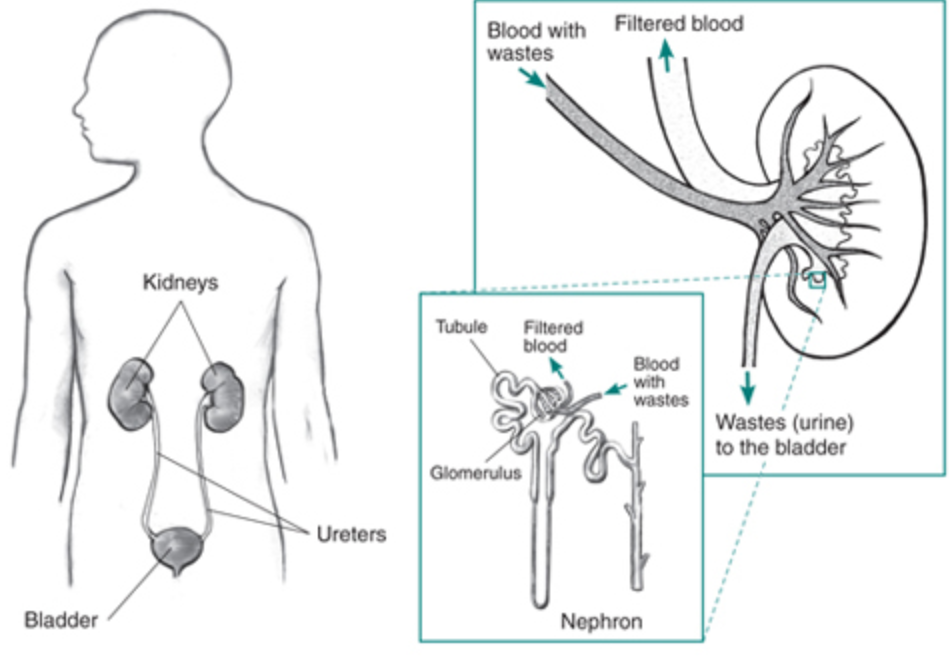 Kidneys
Ureters
Bladder
Blood with
wastes
Filtered blood
Wastes (urine)
to the bladder
Tubule
Filtered
blood
Blood
with
wastes
Glomerulus
Nephron